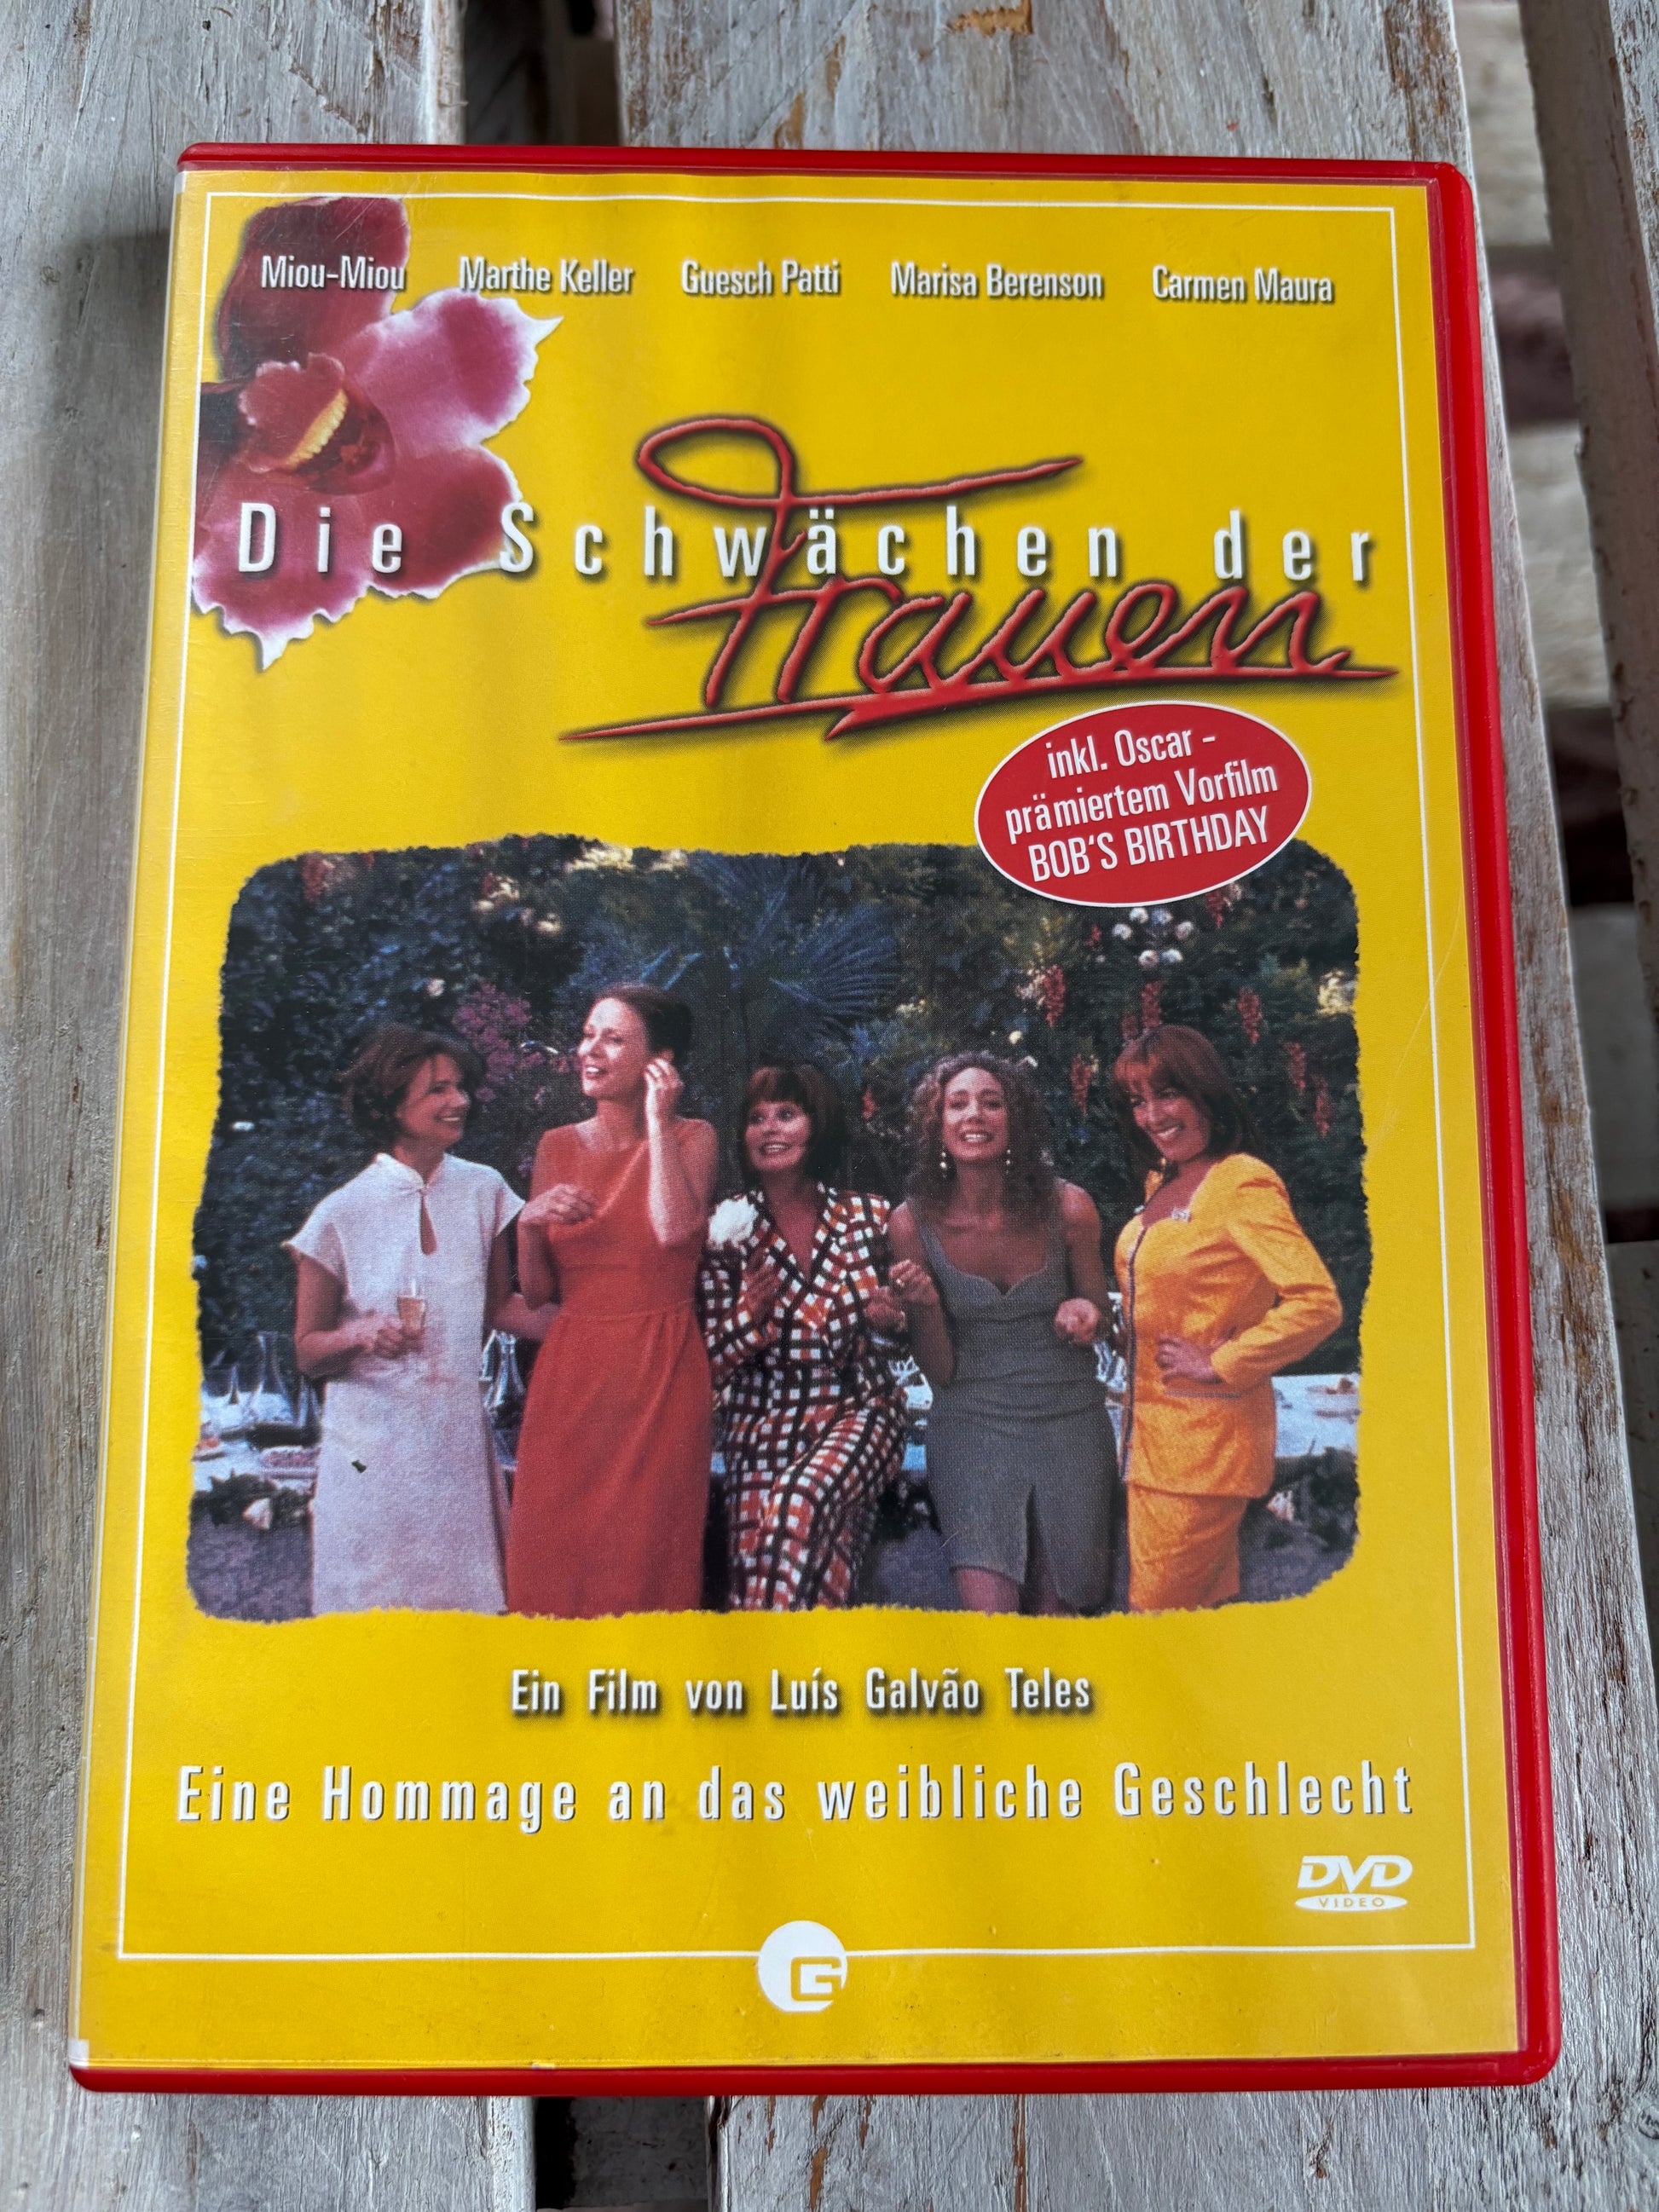 Miou-Miou Marthe Keller Guesch Patti Marisa Berenson Carmen Maura
Die Schwächen der
Frauen
inkl. Oscar -
prämiertem Vorfilm
BOB'S BIRTHDAY
Ein Film von Luís Galvão Teles
Eine Hommage an das weibliche Geschlecht
DVD
VIDEO
G